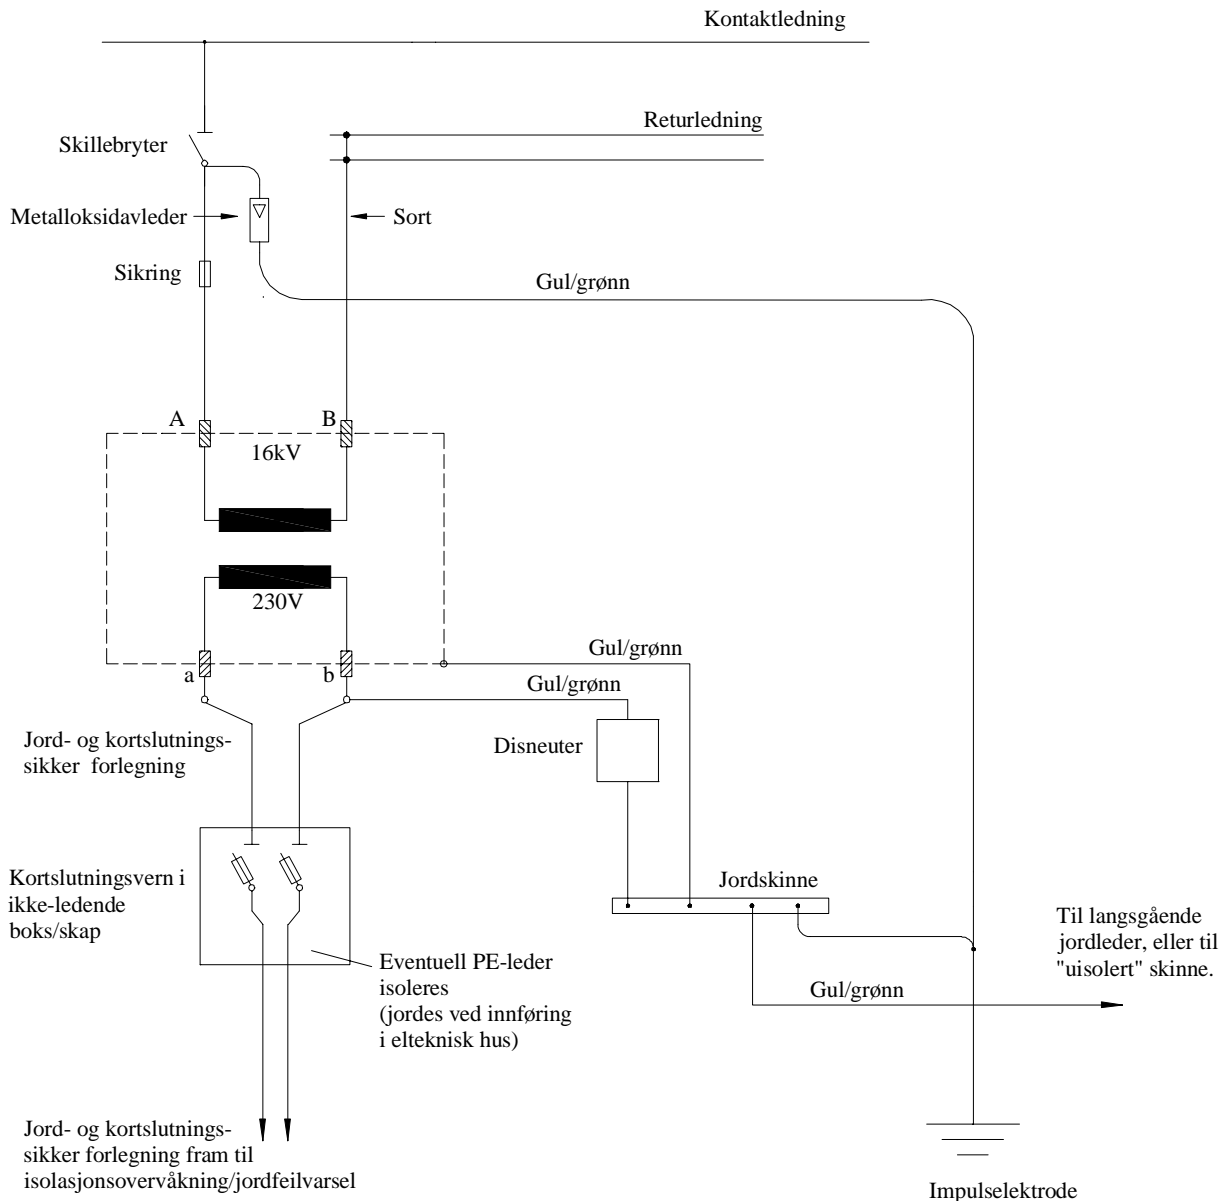 Kontaktledning
Returledning
Skillebryter
Metalloksidavleder
Sort
Sikring
Gul/grønn
A
B
16kV
230V
a
b
Gul/grønn
Gul/grønn
Jord- og kortslutnings-
sikker forlegning
Disneuter
Kortslutningsvern i
ikke-ledende
boks/skap
Jordskinne
Til langsgående
jordleder, eller til
"uisolert" skinne.
Eventuell PE-leder
isoleres
(jordes ved innføring
i elteknisk hus)
Gul/grønn
Jord- og kortslutnings-
sikker forlegning fram til
isolasjonsovervåkning/jordfeilvarsel
Impulselektrode